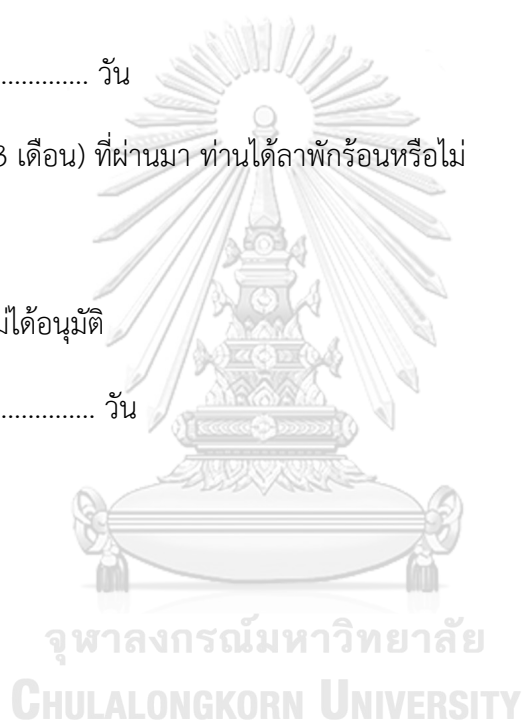 ............. วัน
3 เดือน) ที่ผ่านมา ท่านได้ลาพักร้อนหรือไม่
ม่ได้อนุมัติ
.............. วัน
จุฬาลงกรณ์มหาวิทยาลัย
CHULALONGKORN UNIVERSITY